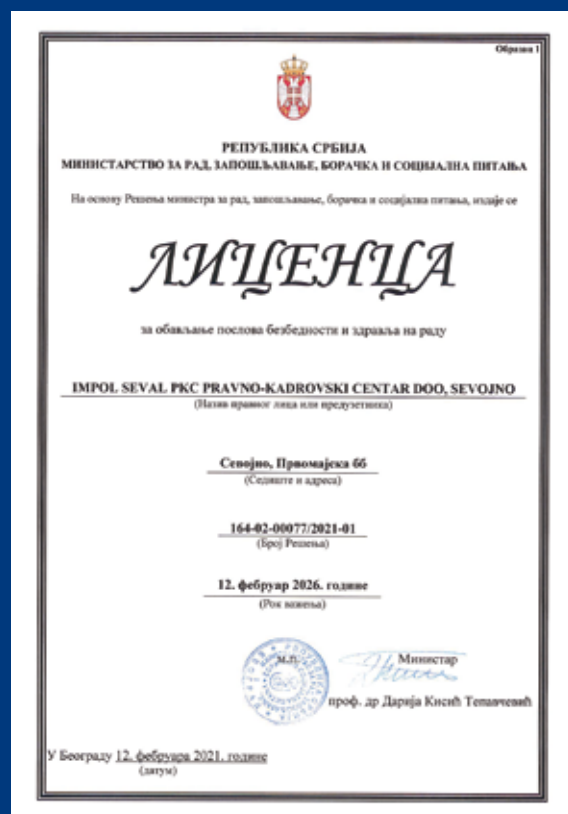 Образац 1
РЕПУБЛИКА СРБИЈА
МИНИСТАРСТВО ЗА РАД, ЗАПОШЉАВАЊЕ, БОРАЧКА И СОЦИЈАЛНА ПИТАЊА
На основу Решења министра за рад, запошљавање, борачка и социјална питања, издаје се
ЛИЦЕНЦА
за обављање послова безбедности и здравља на раду
IMPOL SEVAL PKC PRAVNO-KADROVSKI CENTAR DOO, SEVOJNO
(Назив правног лица или предузетника)
Севојно, Првомајска бб
(Седиште и адреса)
164-02-00077/2021-01
(Број Решења)
12. фебруар 2026. године
(Рок важења)
М.П.
Министар
проф. др Дарија Кисић Тепавчевић
У Београду 12. фебруара 2021. године
(датум)